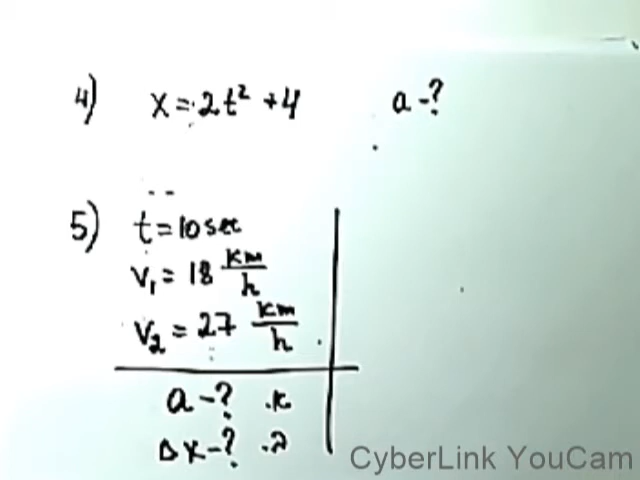 4) x = 2t² + 4 a - ?
5) t = 10 sec
V₁ = 18 km/h
V₂ = 27 km/h
a - ?
Δx - ?
CyberLink YouCam